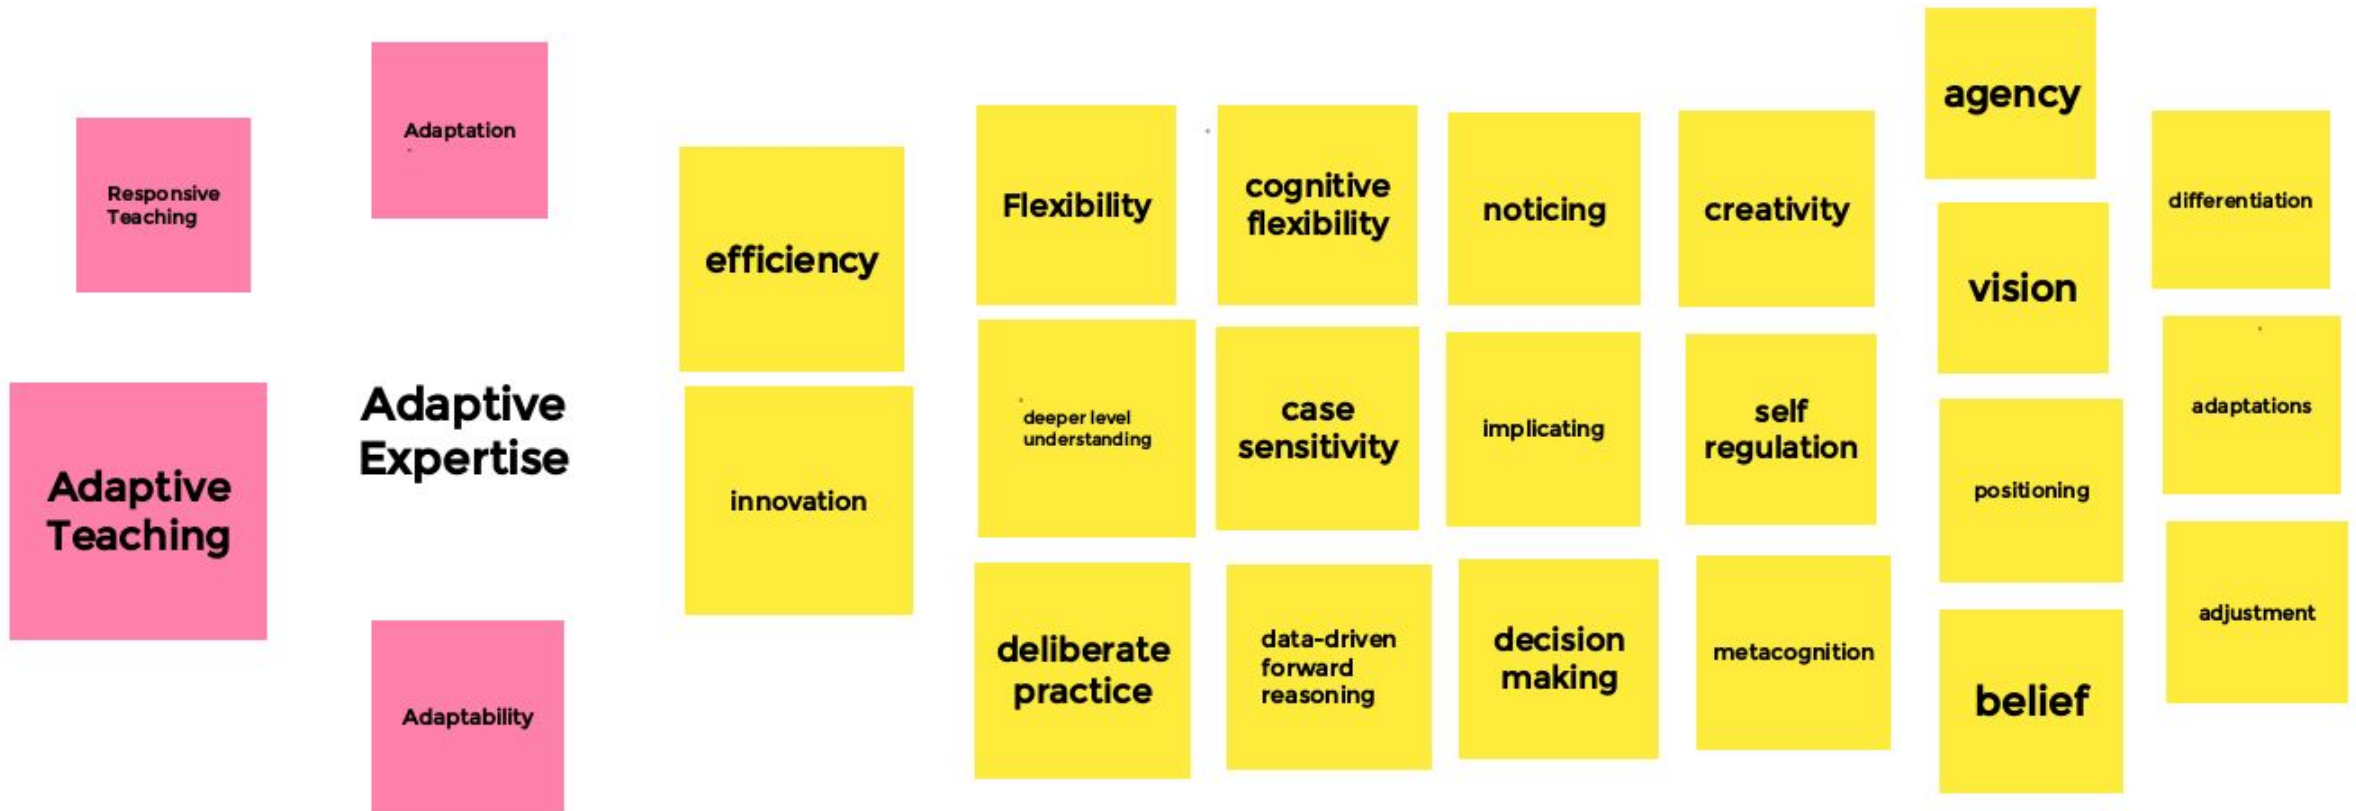 Responsive
Teaching
Adaptive
Teaching
Adaptation
Adaptive
Expertise
Adaptability
efficiency
innovation
Flexibility
deeper level
understanding
deliberate
practice
cognitive
flexibility
case
sensitivity
data-driven
forward
reasoning
noticing
implicating
decision
making
creativity
self
regulation
metacognition
agency
vision
positioning
belief
differentiation
adaptations
adjustment